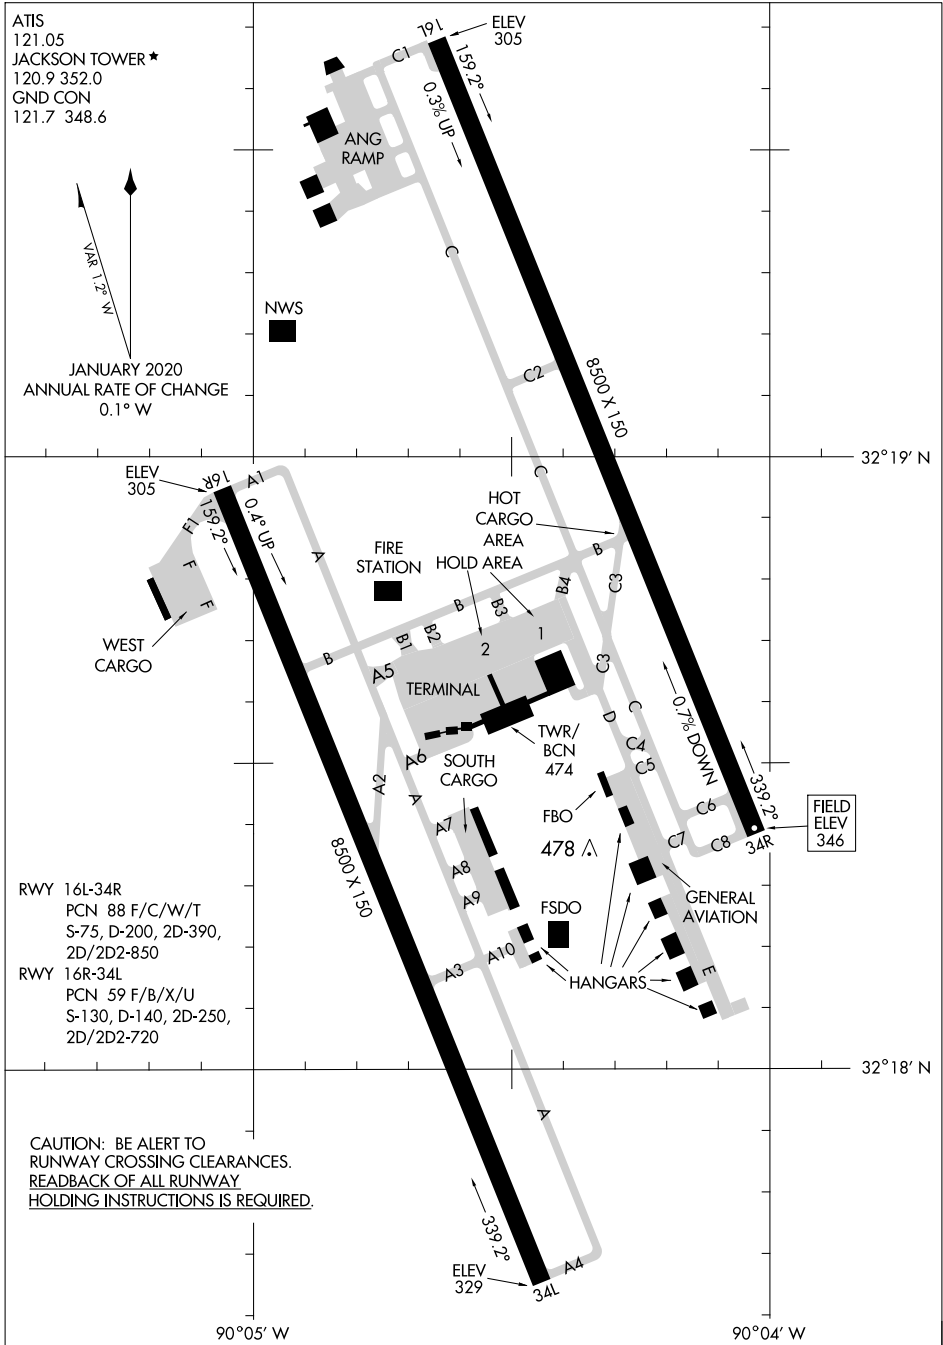 ATIS
121.05
JACKSON TOWER★
120.9 352.0
GND CON
121.7 348.6
VAR 1.2° W
JANUARY 2020
ANNUAL RATE OF CHANGE
0.1° W
16L
ELEV
305
159.2°
0.3% UP
C1
ANG
RAMP
C
NWS
C2
8500 X 150
32°19' N
ELEV
305
16R
A1
159.2°
0.4° UP
F1
F
F
WEST
CARGO
A
FIRE
STATION
C
HOT
CARGO
AREA
HOLD AREA
B
B4
C3
B
B3
B2
B1
B
1
2
A5
TERMINAL
C3
C
D
0.7% DOWN
TWR/
BCN
474
C4
C5
A6
SOUTH
CARGO
A2
A
A7
A8
A9
FBO
478
C6
C7
C8
339.2°
34R
FIELD
ELEV
346
8500 X 150
RWY 16L-34R
PCN 88 F/C/W/T
S-75, D-200, 2D-390,
2D/2D2-850
RWY 16R-34L
PCN 59 F/B/X/U
S-130, D-140, 2D-250,
2D/2D2-720
GENERAL
AVIATION
FSDO
A10
A3
HANGARS
E
32°18' N
A
CAUTION: BE ALERT TO
RUNWAY CROSSING CLEARANCES.
READBACK OF ALL RUNWAY
HOLDING INSTRUCTIONS IS REQUIRED.
339.2°
ELEV
329
34L
A4
90°05' W
90°04' W